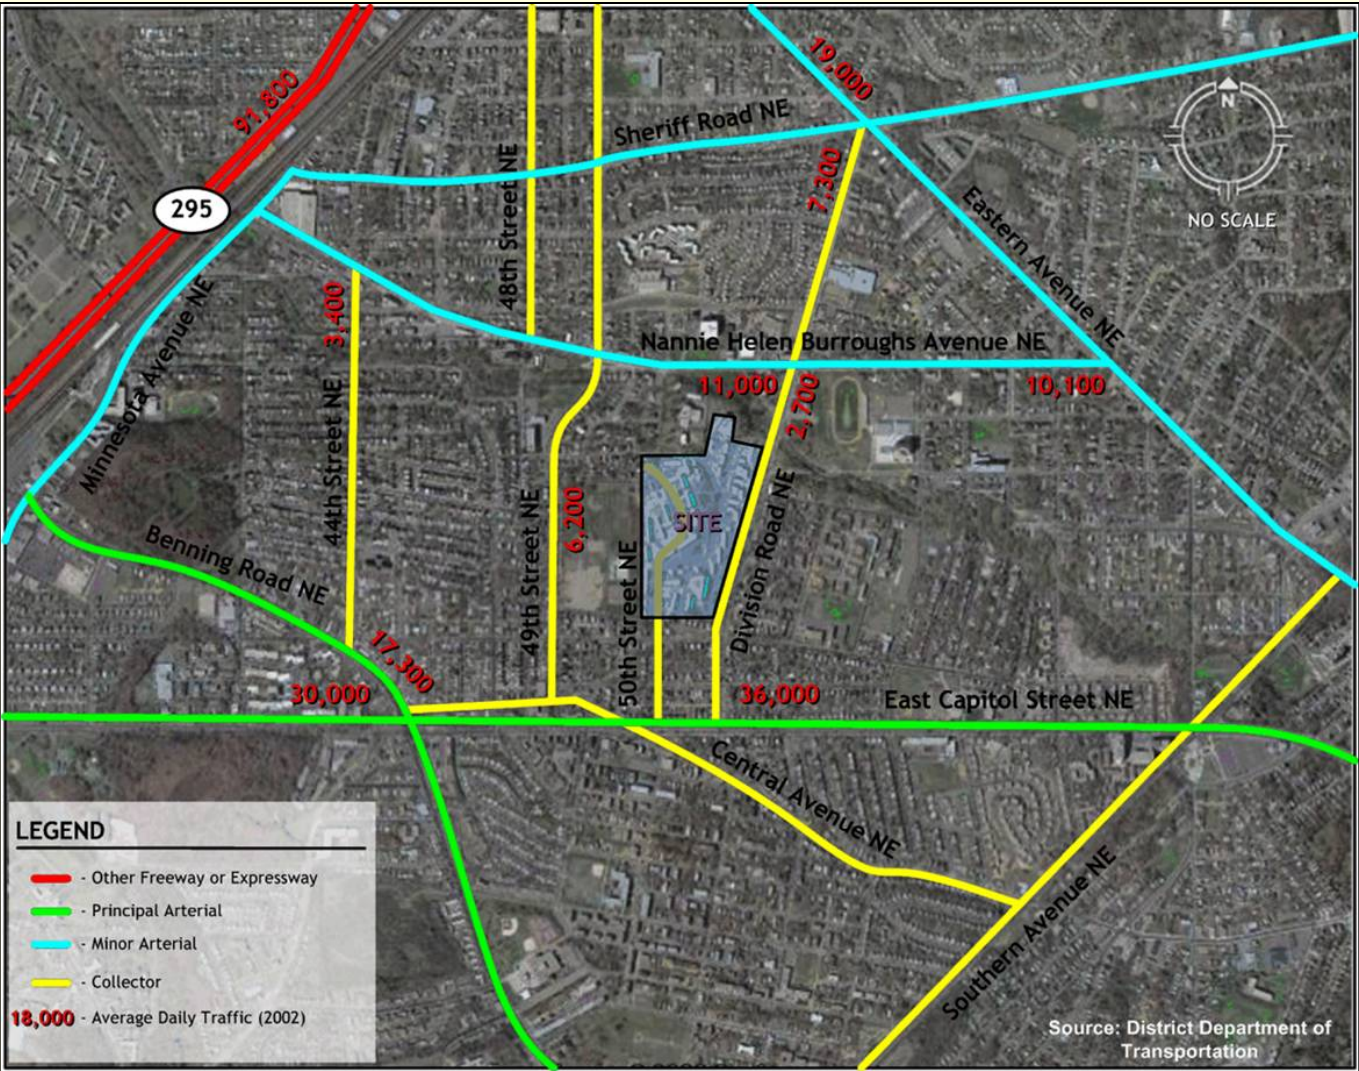 19,000
91,800
Sheriff Road NE
N
48th Street NE
7,300
295
Eastern Avenue NE
NO SCALE
3,400
Minnesota Avenue NE
Nannie Helen Burroughs Avenue NE
11,000
2,700
10,100
44th Street NE
49th Street NE
6,200
SITE
Division Road NE
Benning Road NE
50th Street NE
17,300
30,000
36,000
East Capitol Street NE
Central Avenue NE
Southern Avenue NE
LEGEND
- Other Freeway or Expressway
- Principal Arterial
- Minor Arterial
- Collector
18,000 - Average Daily Traffic (2002)
Source: District Department of
Transportation